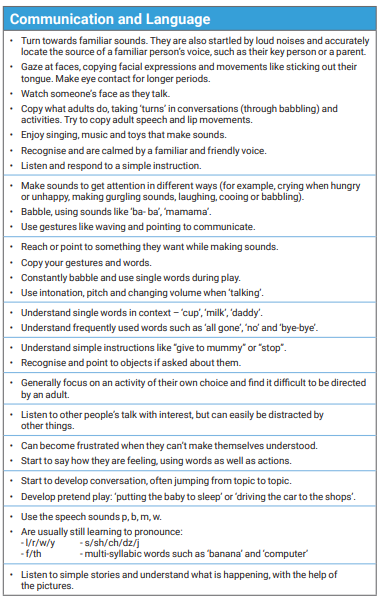 Communication and Language
• Turn towards familiar sounds. They are also startled by loud noises and accurately
locate the source of a familiar person's voice, such as their key person or a parent.
• Gaze at faces, copying facial expressions and movements like sticking out their
tongue. Make eye contact for longer periods.
• Watch someone's face as they talk.
• Copy what adults do, taking 'turns' in conversations (through babbling) and
activities. Try to copy adult speech and lip movements.
• Enjoy singing, music and toys that make sounds.
• Recognise and are calmed by a familiar and friendly voice.
• Listen and respond to a simple instruction.
• Make sounds to get attention in different ways (for example, crying when hungry
or unhappy, making gurgling sounds, laughing, cooing or babbling).
• Babble, using sounds like 'ba- ba', 'mamama'.
• Use gestures like waving and pointing to communicate.
• Reach or point to something they want while making sounds.
• Copy your gestures and words.
• Constantly babble and use single words during play.
• Use intonation, pitch and changing volume when 'talking'.
• Understand single words in context – 'cup', 'milk', 'daddy'.
• Understand frequently used words such as 'all gone', 'no' and 'bye-bye'.
• Understand simple instructions like "give to mummy" or "stop".
• Recognise and point to objects if asked about them.
• Generally focus on an activity of their own choice and find it difficult to be directed
by an adult.
• Listen to other people's talk with interest, but can easily be distracted by
other things.
• Can become frustrated when they can't make themselves understood.
• Start to say how they are feeling, using words as well as actions.
• Start to develop conversation, often jumping from topic to topic.
• Develop pretend play: 'putting the baby to sleep' or 'driving the car to the shops'.
• Use the speech sounds p, b, m, w.
• Are usually still learning to pronounce:
- l/r/w/y - s/sh/ch/dz/j
- f/th - multi-syllabic words such as 'banana' and 'computer'
• Listen to simple stories and understand what is happening, with the help of
the pictures.